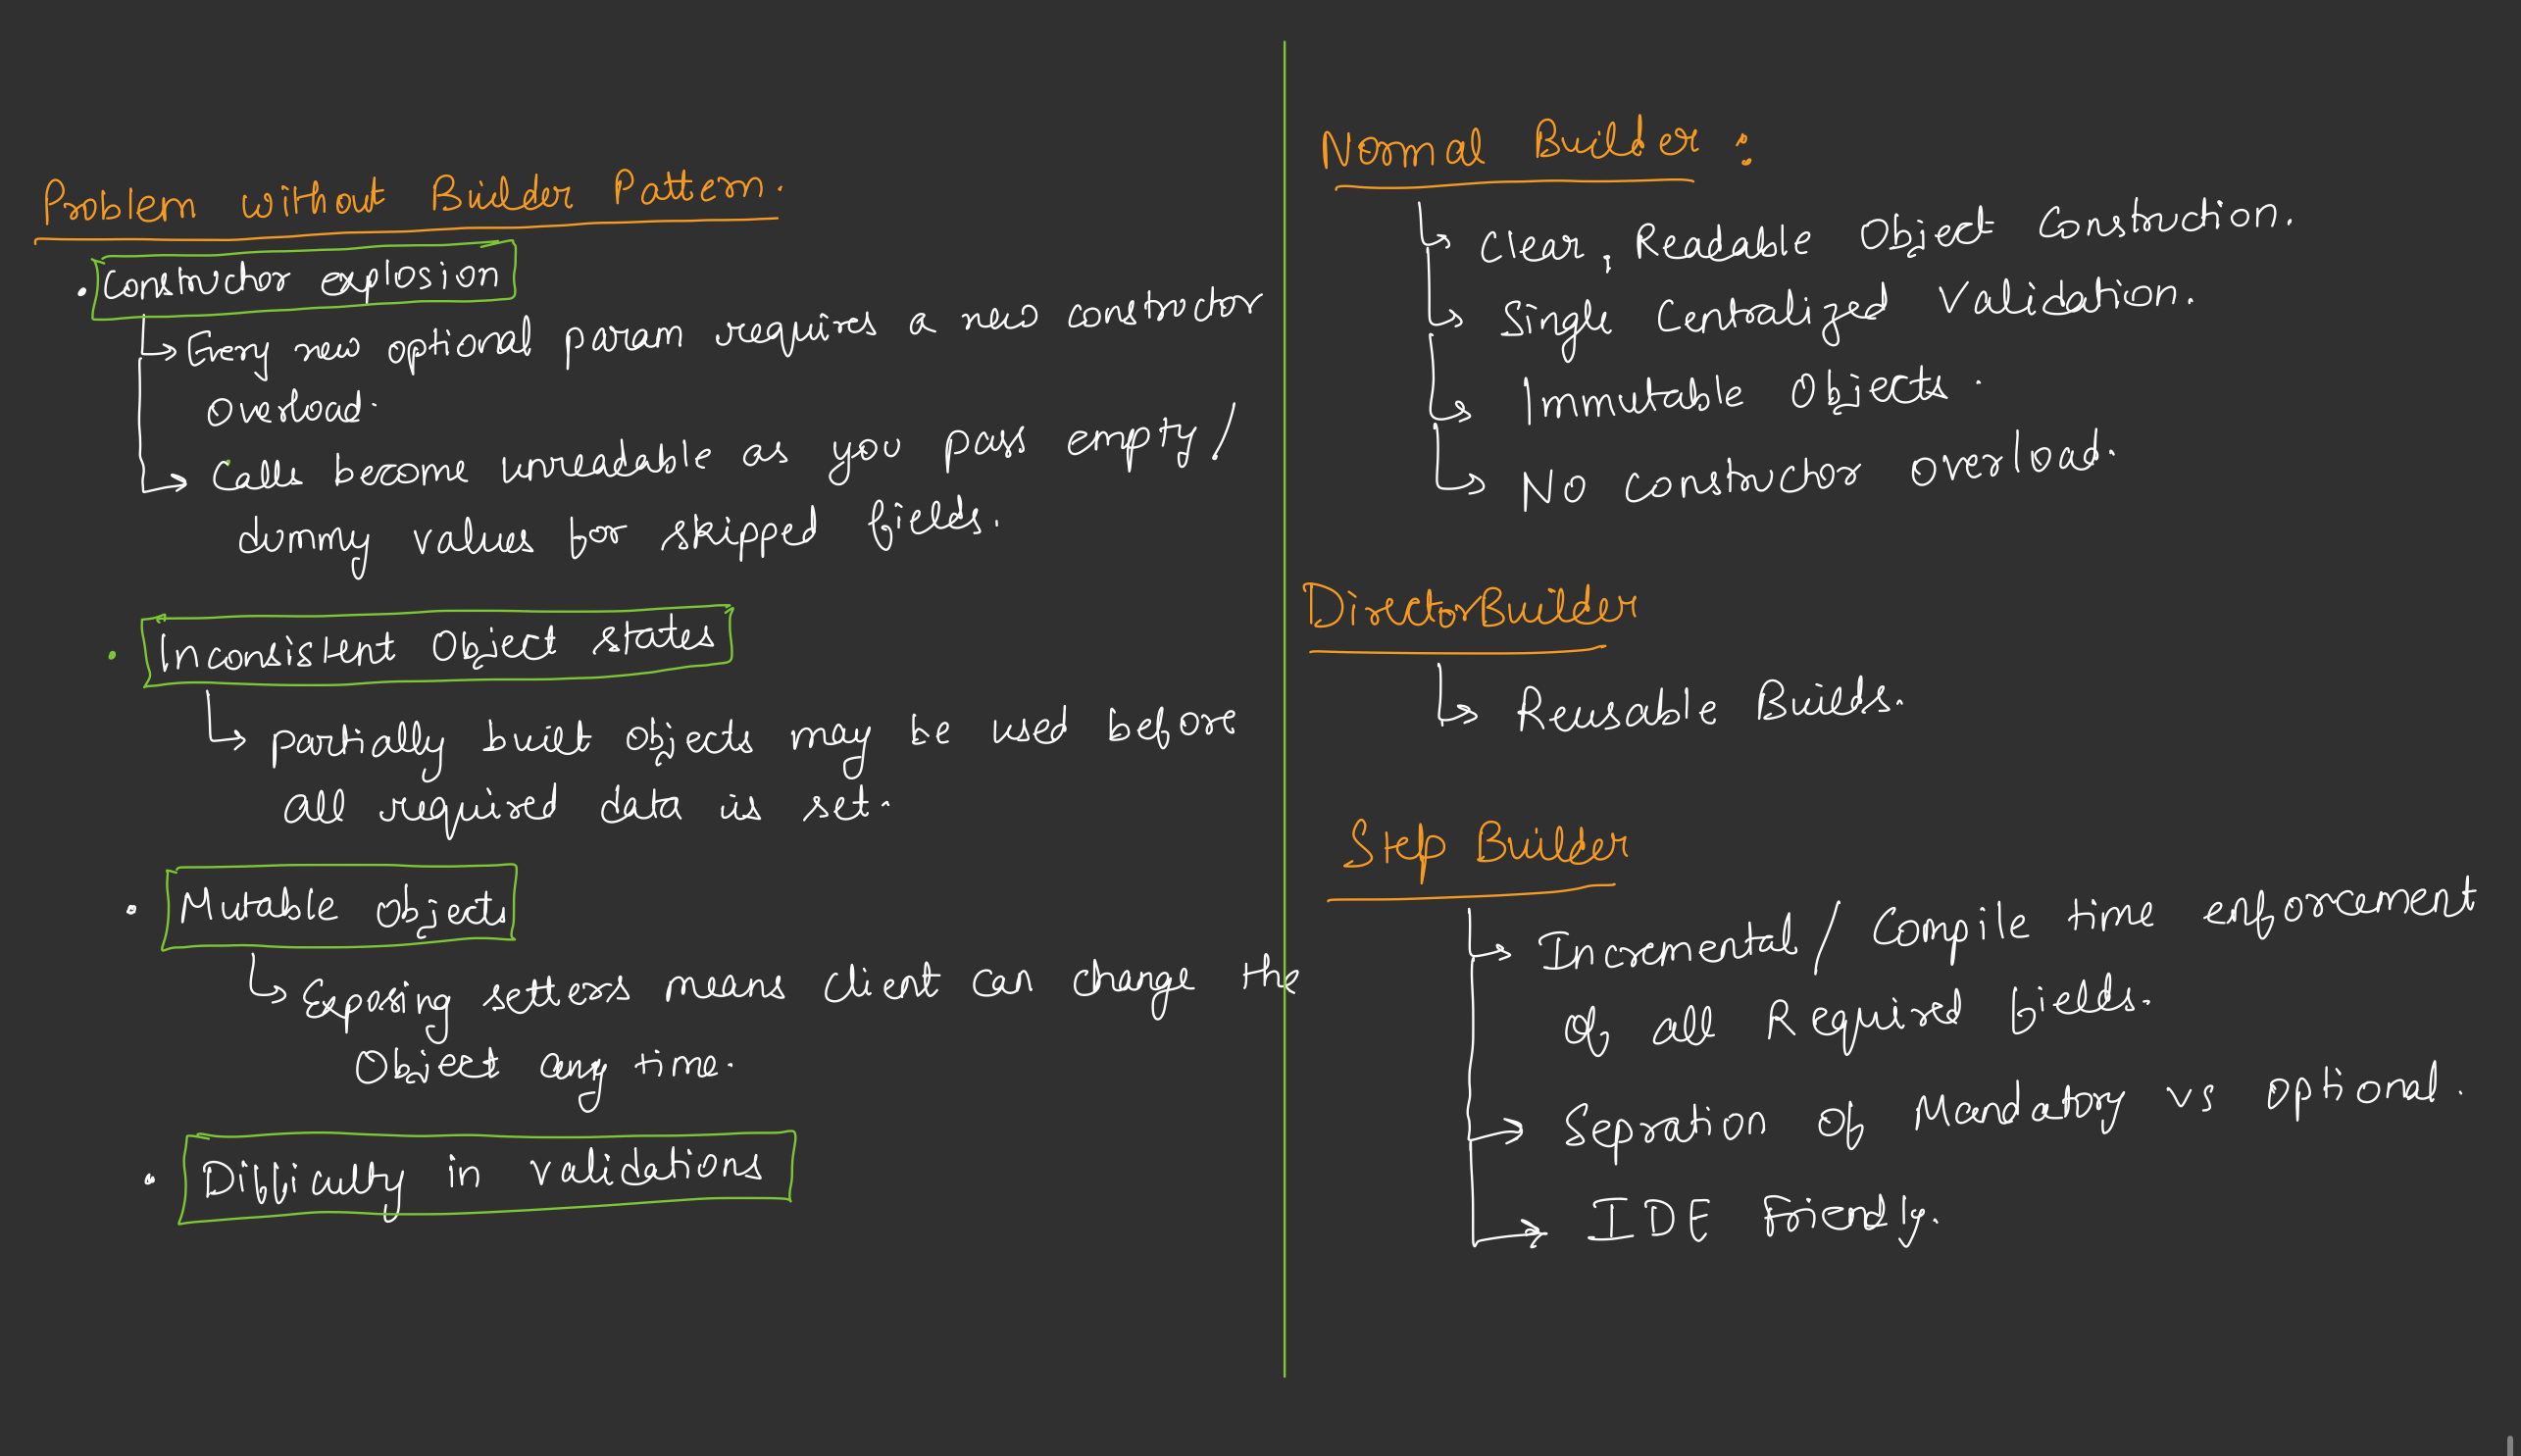 Problem without Builder Pattern.
• Constructor explosion
↳ Every new optional param requires a new constructor
overload.
↳ Calls become unreadable as you pass empty/
dummy values for skipped fields.
• Inconsistent Object states
↳ partially built objects may be used before
all required data is set.
• Mutable objects
↳ Exposing setters means client can change the
Object any time.
• Difficulty in validations
Normal Builder :
↳ Clear, Readable Object Construction.
↳ Single Centralized Validation.
↳ Immutable Objects.
↳ No constructor overload.
DirectorBuilder
↳ Reusable Builds.
Step Builder
↳ Incremental / Compile time enforcement
of all Required fields.
→ Sepration of Mandatory vs optional.
→ IDE friendly.